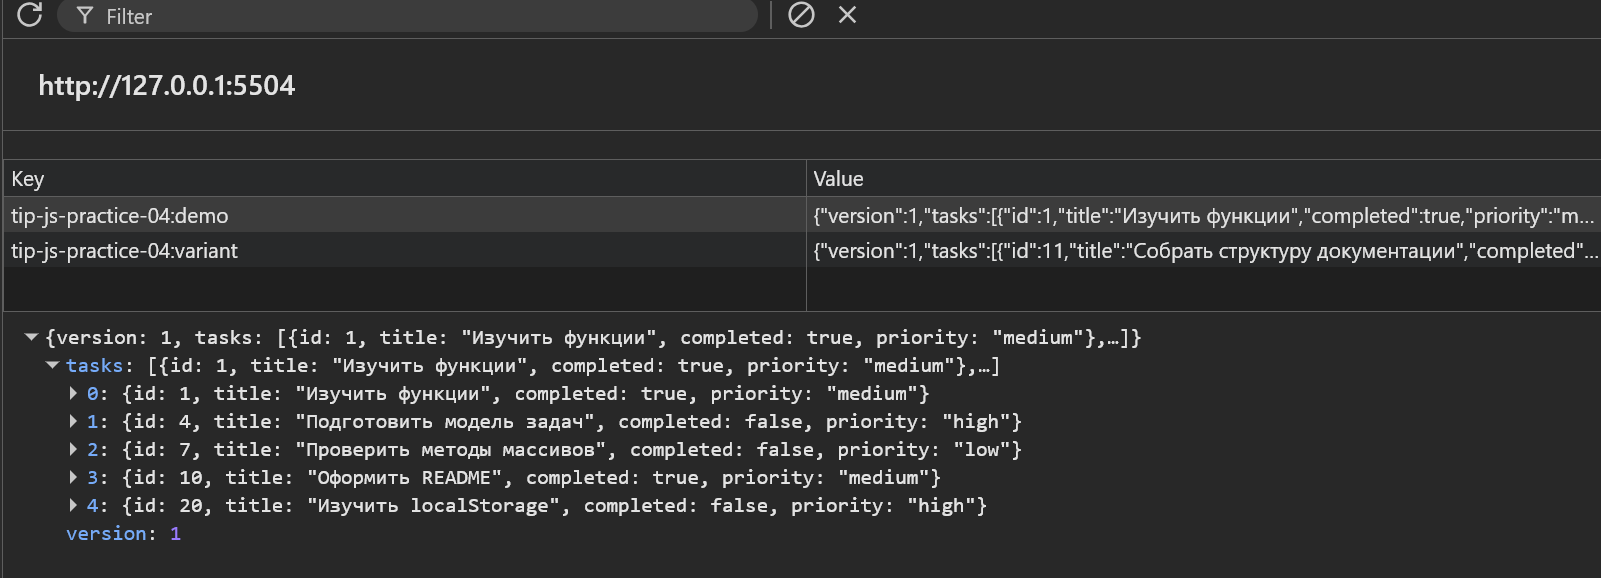 Filter
http://127.0.0.1:5504
Key Value
tip-js-practice-04:demo {"version":1,"tasks":[{"id":1,"title":"Изучить функции","completed":true,"priority":"m...
tip-js-practice-04:variant {"version":1,"tasks":[{"id":11,"title":"Собрать структуру документации","completed"...
{version: 1, tasks: [{id: 1, title: "Изучить функции", completed: true, priority: "medium"},…]}
tasks: [{id: 1, title: "Изучить функции", completed: true, priority: "medium"},…]
0: {id: 1, title: "Изучить функции", completed: true, priority: "medium"}
1: {id: 4, title: "Подготовить модель задач", completed: false, priority: "high"}
2: {id: 7, title: "Проверить методы массивов", completed: false, priority: "low"}
3: {id: 10, title: "Оформить README", completed: true, priority: "medium"}
4: {id: 20, title: "Изучить localStorage", completed: false, priority: "high"}
version: 1